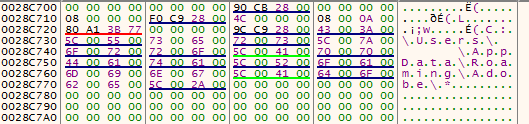 0028C700 00 00 00 00 00 00 00 00 90 CB 28 00 00 00 00 00 .........Ë(.....
0028C710 08 00 00 00 F0 C9 28 00 4C 00 00 00 08 00 0A 00 ....ðÉ(.L.......
0028C720 80 A1 3B 77 00 00 00 00 9C C9 28 00 43 00 3A 00 .¡;w.....É(.C.:.
0028C730 5C 00 55 00 73 00 65 00 72 00 73 00 5C 00 7A 00 \.U.s.e.r.s.\.
0028C740 6F 00 72 00 72 00 6F 00 5C 00 41 00 70 00 70 00 \.A.p.p.
0028C750 44 00 61 00 74 00 61 00 5C 00 52 00 6F 00 61 00 D.a.t.a.\.R.o.a.
0028C760 6D 00 69 00 6E 00 67 00 5C 00 41 00 64 00 6F 00 m.i.n.g.\.A.d.o.
0028C770 62 00 65 00 5C 00 2A 00 00 00 00 00 00 00 00 00 b.e.\.*.........
0028C780 00 00 00 00 00 00 00 00 00 00 00 00 00 00 00 00 ................
0028C790 00 00 00 00 00 00 00 00 00 00 00 00 00 00 00 00 ................
0028C7A0 00 00 00 00 00 00 00 00 00 00 00 00 00 00 00 00 ................